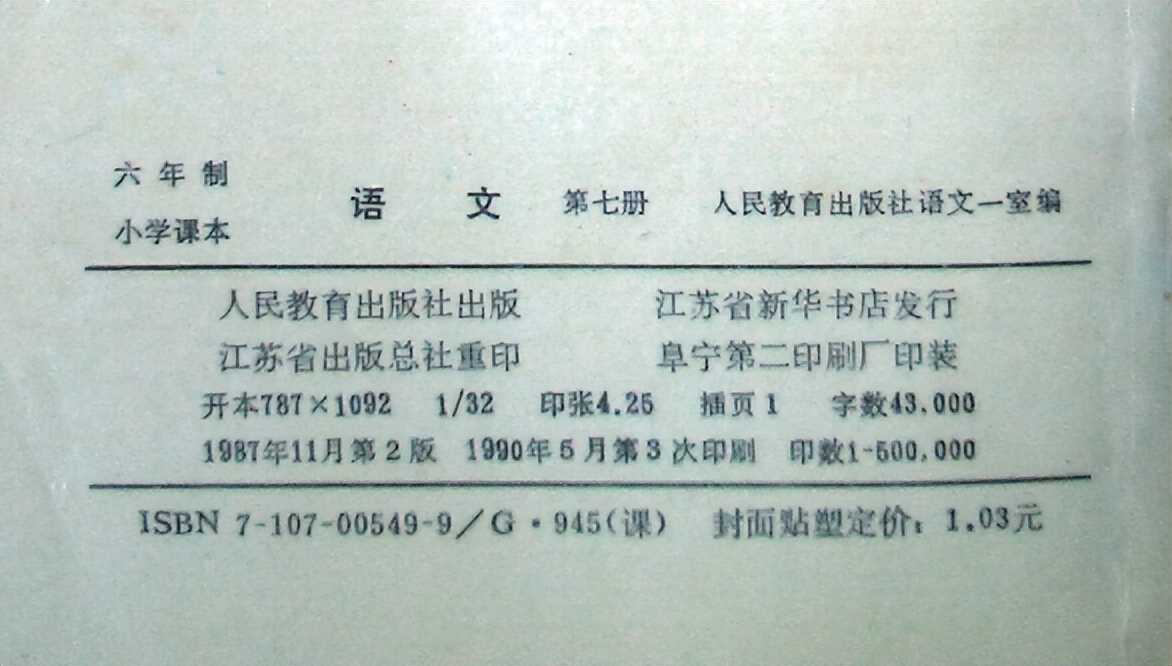 六年制
小学课本
语文 第七册 人民教育出版社语文一室编
人民教育出版社出版 江苏省新华书店发行
江苏省出版总社重印 阜宁第二印刷厂印装
开本787×1092 1/32 印张4.25 插页1 字数43,000
1987年11月第2版 1990年5月第3次印刷 印数1-500,000
ISBN 7-107-00549-9/G·945(课) 封面贴塑定价:1.03元